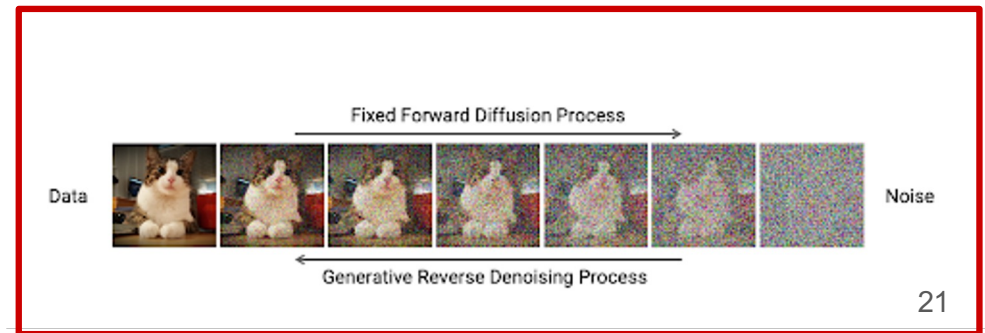 Fixed Forward Diffusion Process
Data
Noise
Generative Reverse Denoising Process
21